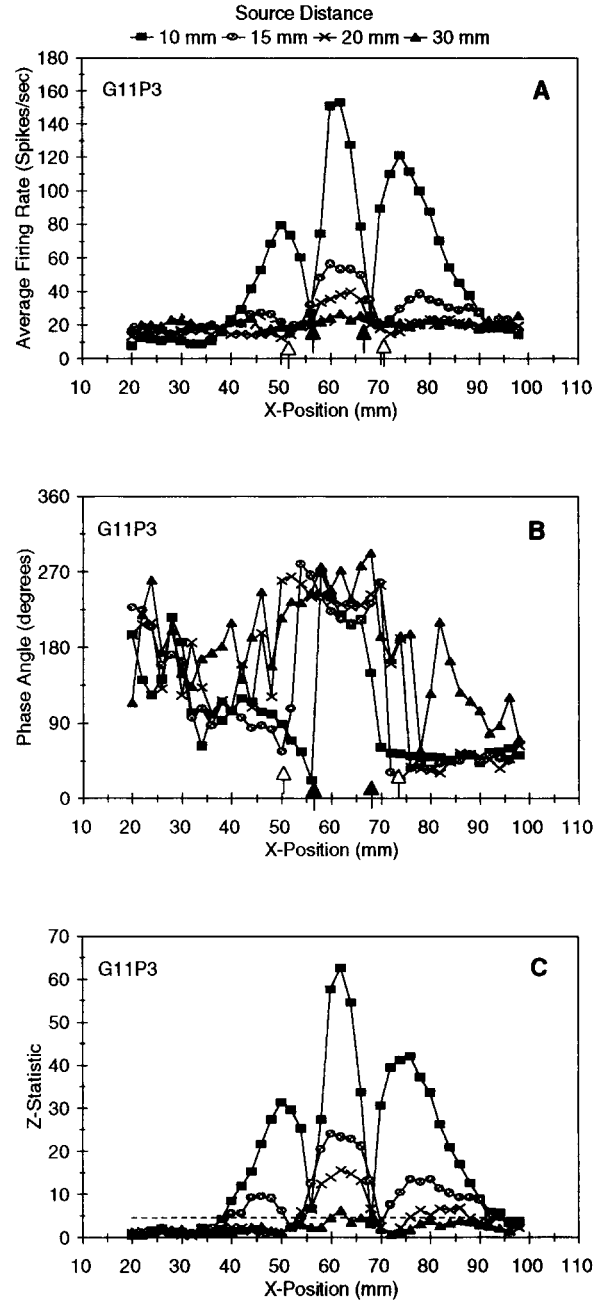 Source Distance
10 mm 15 mm 20 mm 30 mm
G11P3
A
Average Firing Rate (Spikes/sec)
180
160
140
120
100
80
60
40
20
0
10 20 30 40 50 60 70 80 90 100 110
X-Position (mm)
G11P3
B
Phase Angle (degrees)
360
270
180
90
0
10 20 30 40 50 60 70 80 90 100 110
X-Position (mm)
G11P3
C
Z-Statistic
70
60
50
40
30
20
10
0
10 20 30 40 50 60 70 80 90 100 110
X-Position (mm)